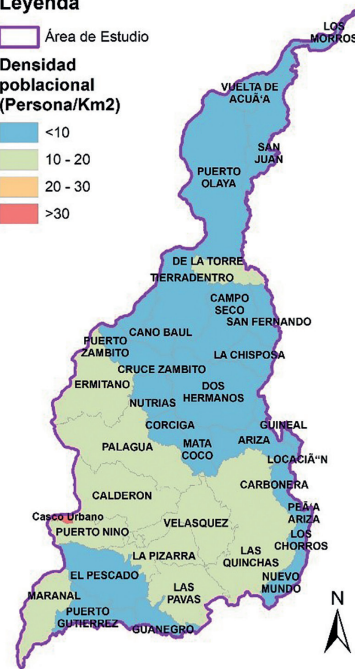 Leyenda
Área de Estudio
Densidad
poblacional
(Persona/Km2)
<10
10 - 20
20 - 30
>30
LOS
MORROS
VUELTA DE
ACUÃ'A
SAN
JUAN
PUERTO
OLAYA
DE LA TORRE
TIERRADENTRO
CAMPO
SECO
SAN FERNANDO
CANO BAUL
PUERTO
ZAMBITO
LA CHISPOSA
CRUCE ZAMBITO
ERMITANO
DOS
HERMANOS
NUTRIAS
CORCIGA
GUINEAL
ARIZA
MATA
COCO
PALAGUA
LOCACIÃ“N
CARBONERA
CALDERON
PEÃ'A
ARIZA
Casco Urbano
VELASQUEZ
PUERTO NINO
LOS
CHORROS
LA PIZARRA
LAS
QUINCHAS
EL PESCADO
NUEVO
MUNDO
LAS
PAVAS
MARANAL
PUERTO
GUTIERREZ
GUANEGRO
N